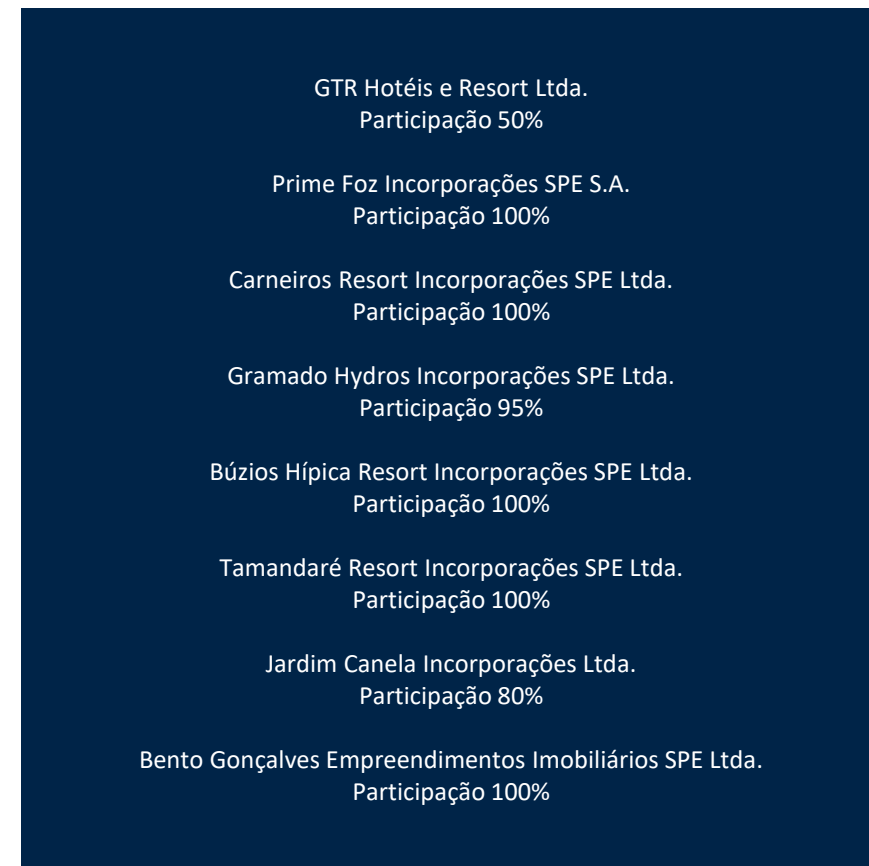 GTR Hotéis e Resort Ltda.
Participação 50%
Prime Foz Incorporações SPE S.A.
Participação 100%
Carneiros Resort Incorporações SPE Ltda.
Participação 100%
Gramado Hydros Incorporações SPE Ltda.
Participação 95%
Búzios Hípica Resort Incorporações SPE Ltda.
Participação 100%
Tamandaré Resort Incorporações SPE Ltda.
Participação 100%
Jardim Canela Incorporações Ltda.
Participação 80%
Bento Gonçalves Empreendimentos Imobiliários SPE Ltda.
Participação 100%